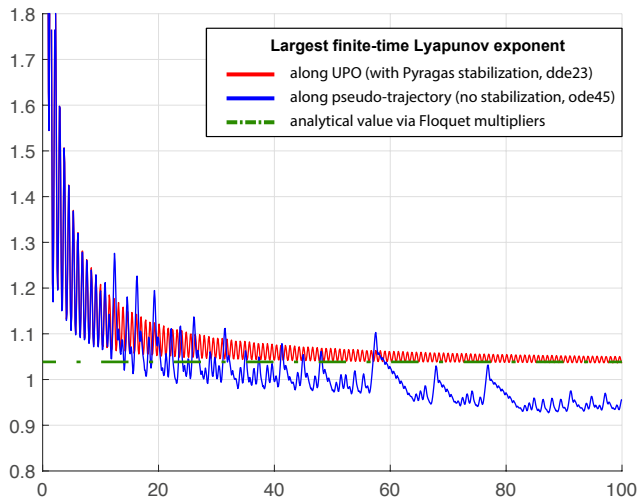 1.8
1.7
1.6
1.5
1.4
1.3
1.2
1.1
1
0.9
0.8
Largest finite-time Lyapunov exponent
along UPO (with Pyragas stabilization, dde23)
along pseudo-trajectory (no stabilization, ode45)
analytical value via Floquet multipliers
0 20 40 60 80 100